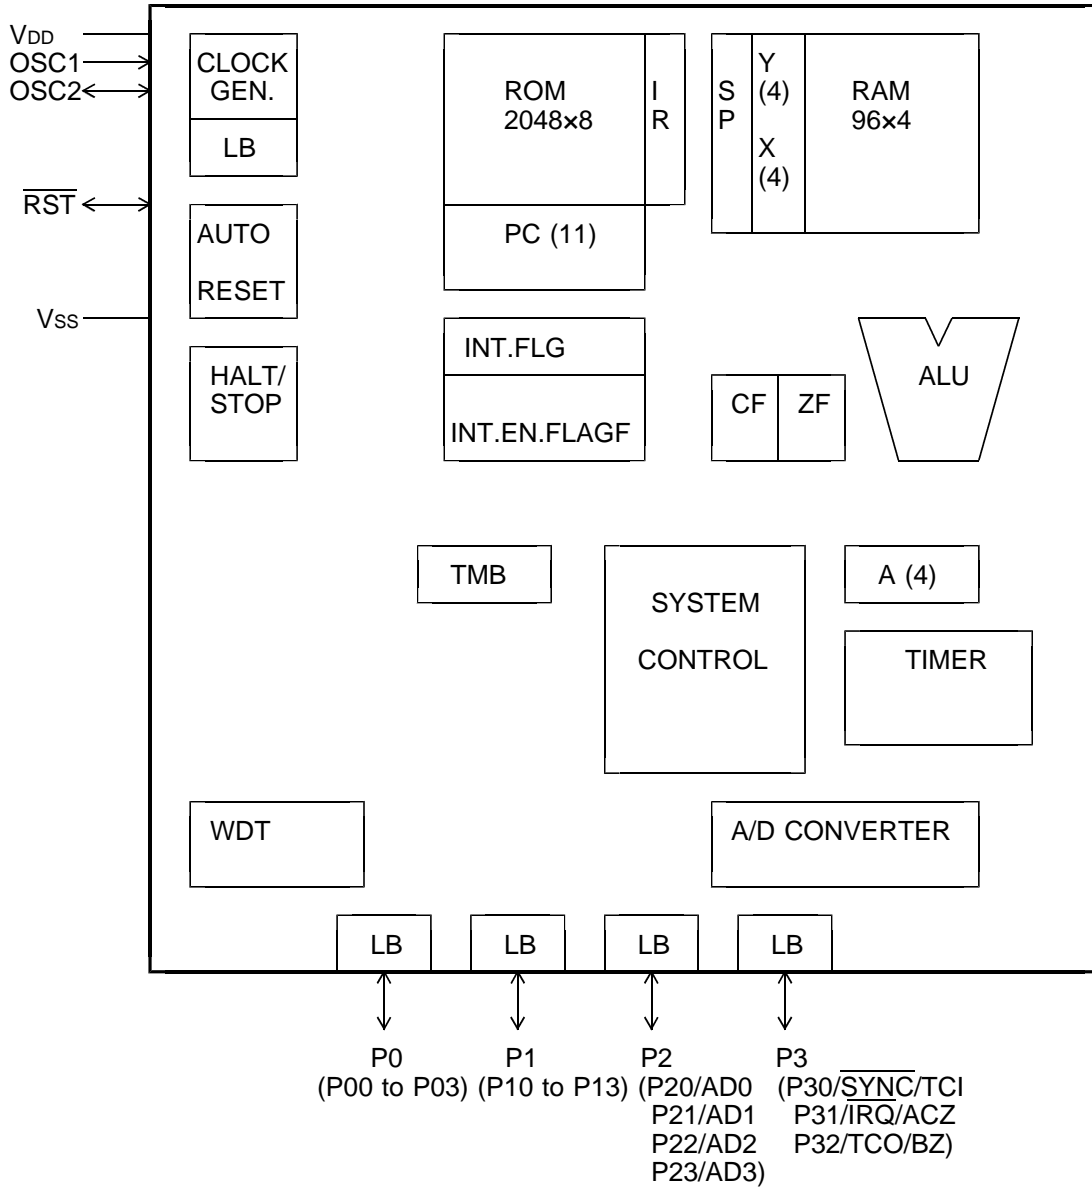 VDD
OSC1
OSC2
RST
VSS
CLOCK
GEN.
LB
AUTO
RESET
HALT/
STOP
ROM
2048×8
I
R
PC (11)
S
P
Y
(4)
X
(4)
RAM
96×4
INT.FLG
INT.EN.FLAGF
CF
ZF
ALU
TMB
SYSTEM
CONTROL
A (4)
TIMER
WDT
A/D CONVERTER
LB
LB
LB
LB
P0
(P00 to P03)
P1
(P10 to P13)
P2
(P20/AD0
P21/AD1
P22/AD2
P23/AD3)
P3
(P30/SYNC/TCI
P31/IRQ/ACZ
P32/TCO/BZ)